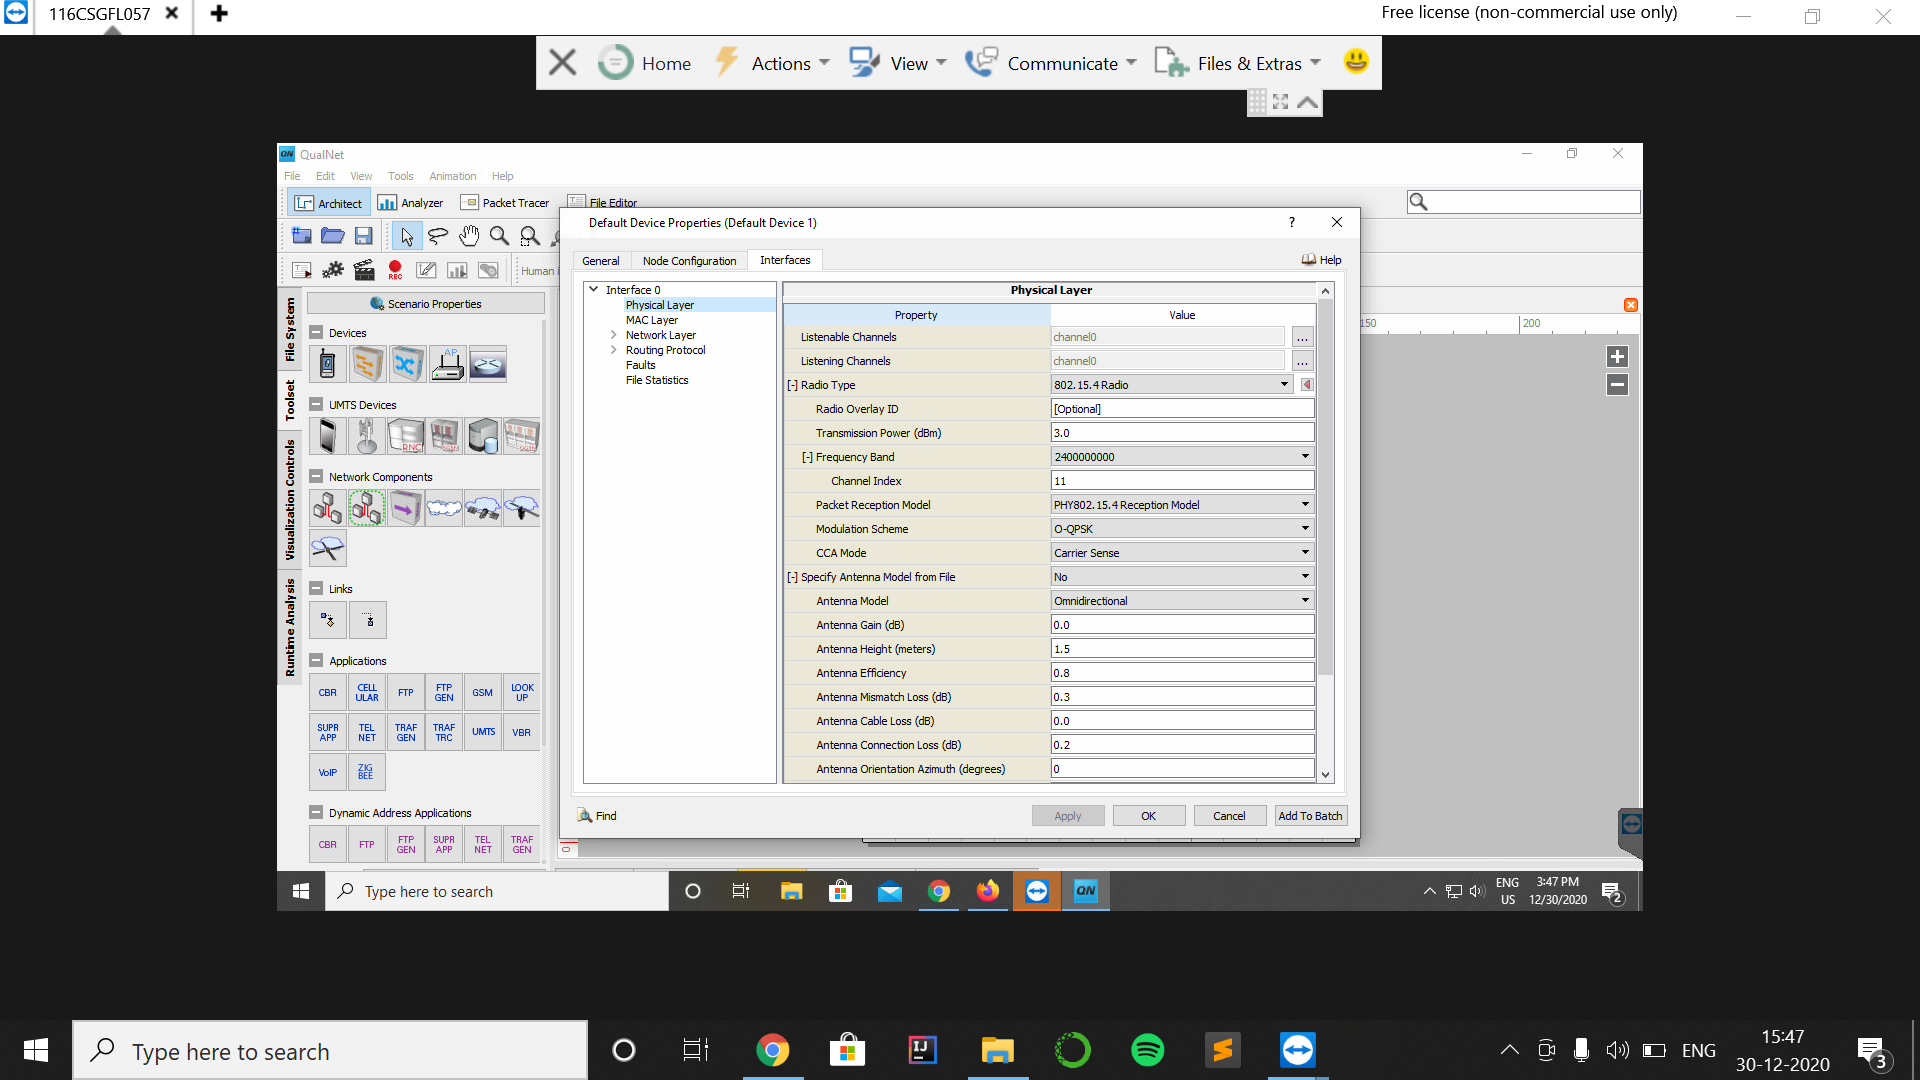 116CSGFL057
Free license (non-commercial use only)
Home Actions View Communicate Files & Extras
QN QualNet
File Edit View Tools Animation Help
Architect Analyzer Packet Tracer File Editor
Default Device Properties (Default Device 1) ?
General Node Configuration Interfaces Help
REC Human i
Scenario Properties
File System
Toolset
Visualization Controls
Runtime Analysis
Devices
AP
UMTS Devices
RNC
Network Components
Links
Applications
CBR CELLULAR FTP FTP GEN GSM LOOK UP
SUPR APP TEL NET TRAF GEN TRAF TRC UMTS VBR
VoIP ZIG BEE
Dynamic Address Applications
CBR FTP FTP GEN SUPR APP TEL NET TRAF GEN
Interface 0
Physical Layer
MAC Layer
Network Layer
Routing Protocol
Faults
File Statistics
Physical Layer
Property Value
Listenable Channels channel0 ...
Listening Channels channel0 ...
[-] Radio Type 802.15.4 Radio
Radio Overlay ID [Optional]
Transmission Power (dBm) 3.0
[-] Frequency Band 2400000000
Channel Index 11
Packet Reception Model PHY802.15.4 Reception Model
Modulation Scheme O-QPSK
CCA Mode Carrier Sense
[-] Specify Antenna Model from File No
Antenna Model Omnidirectional
Antenna Gain (dB) 0.0
Antenna Height (meters) 1.5
Antenna Efficiency 0.8
Antenna Mismatch Loss (dB) 0.3
Antenna Cable Loss (dB) 0.0
Antenna Connection Loss (dB) 0.2
Antenna Orientation Azimuth (degrees) 0
Find Apply OK Cancel Add To Batch
150 200
0
Type here to search QN ENG US 3:47 PM 12/30/2020 2
Type here to search IJ ENG 15:47 30-12-2020 3